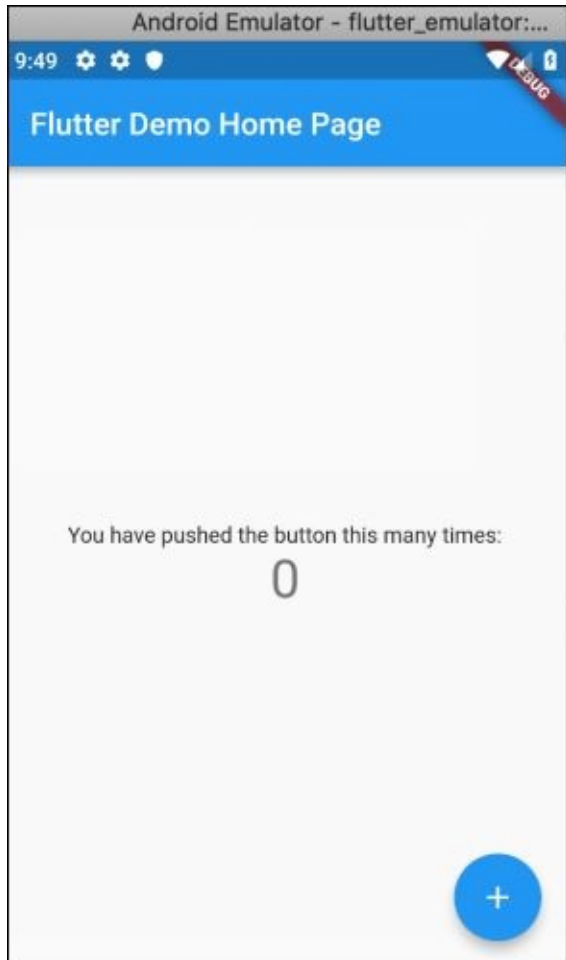 Android Emulator - flutter_emulator:...
9:49
DEBUG
Flutter Demo Home Page
You have pushed the button this many times:
0
+